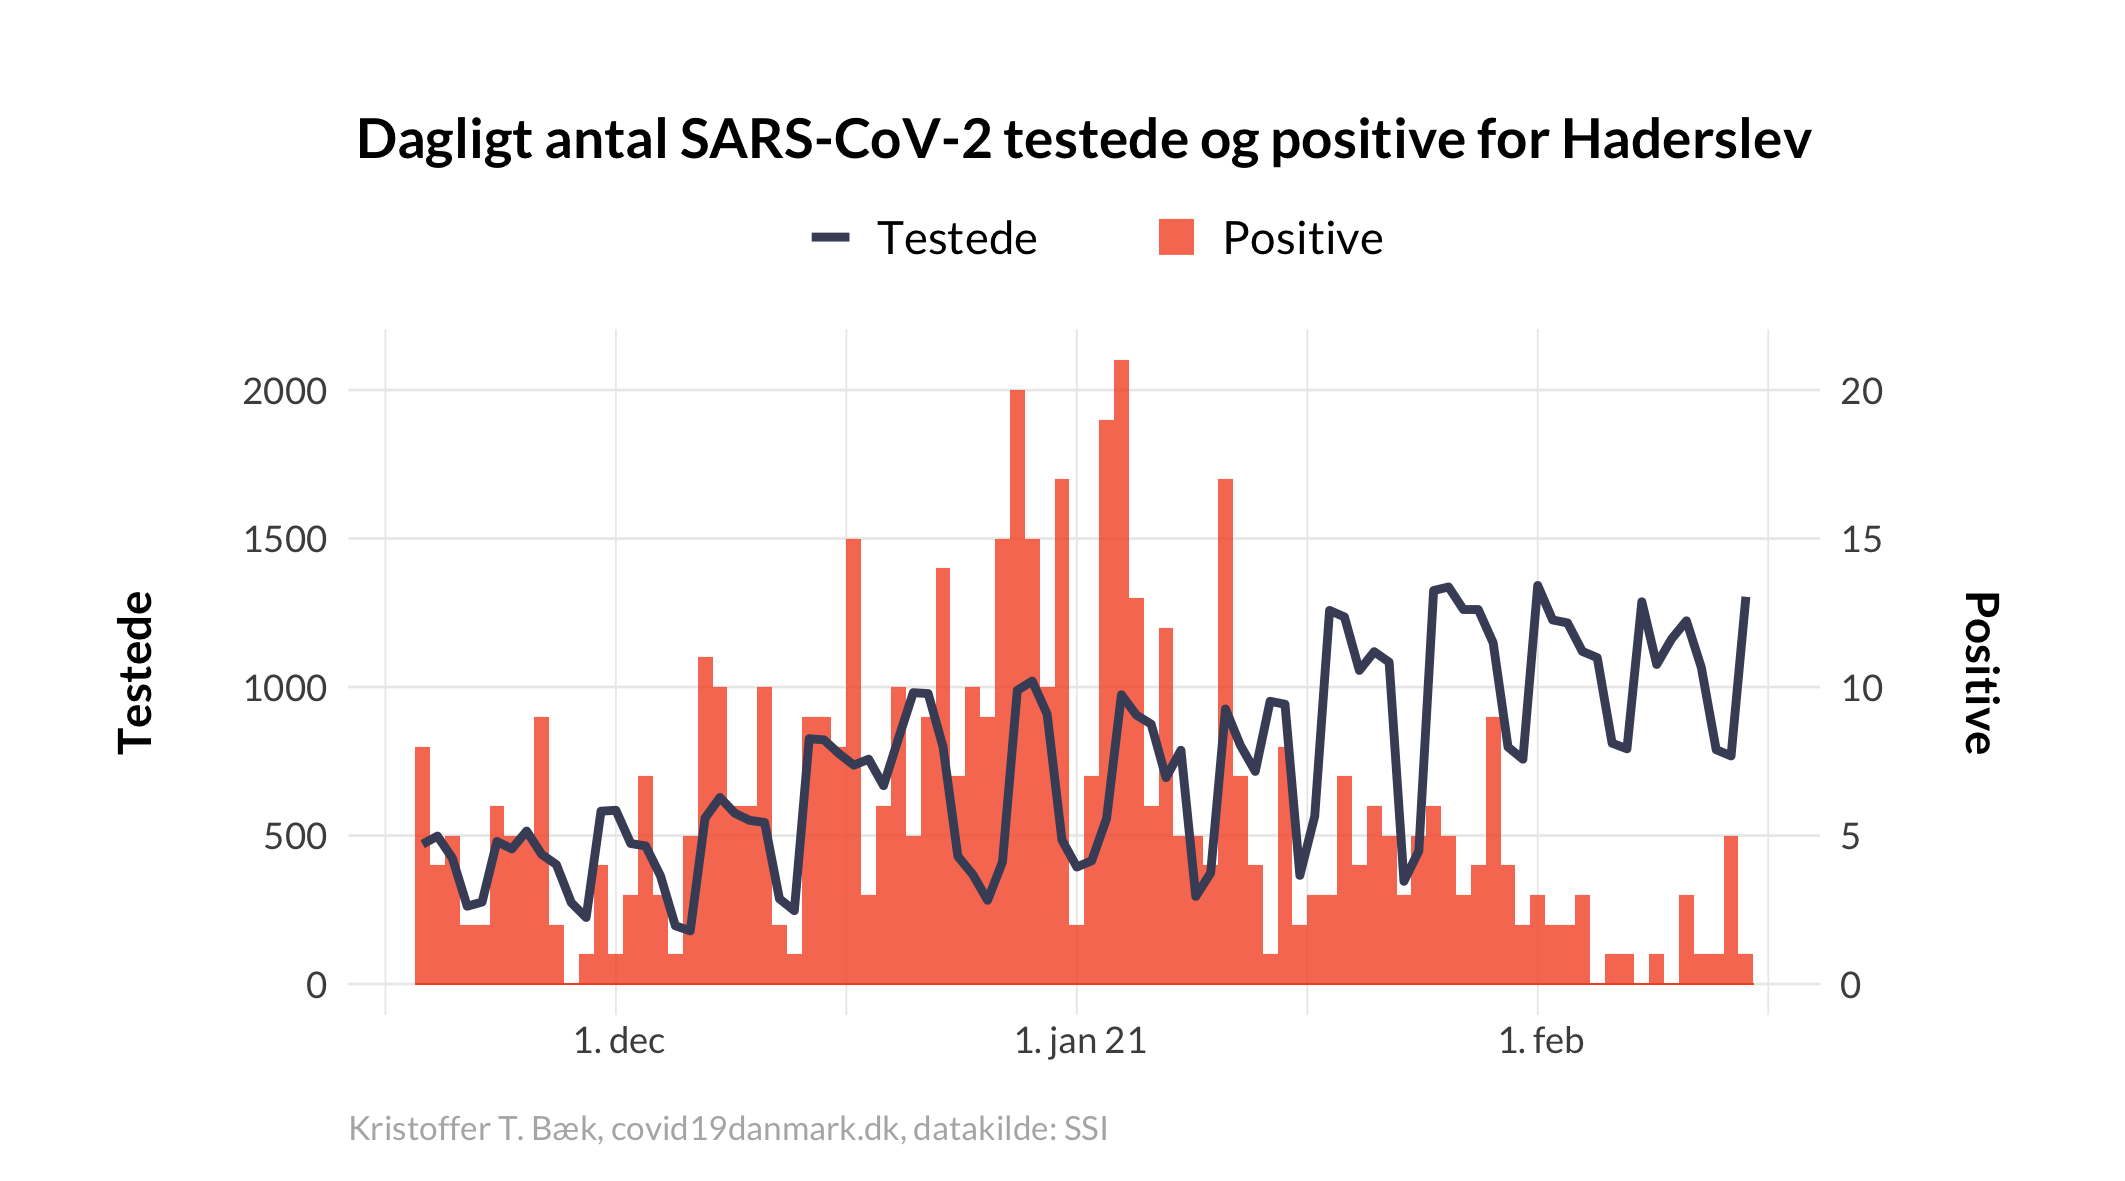 Dagligt antal SARS-CoV-2 testede og positive for Haderslev
Testede Positive
2000 20
1500 15
1000 10
500 5
0 0
Testede
Positive
1. dec 1. jan 21 1. feb
Kristoffer T. Bæk, covid19danmark.dk, datakilde: SSI